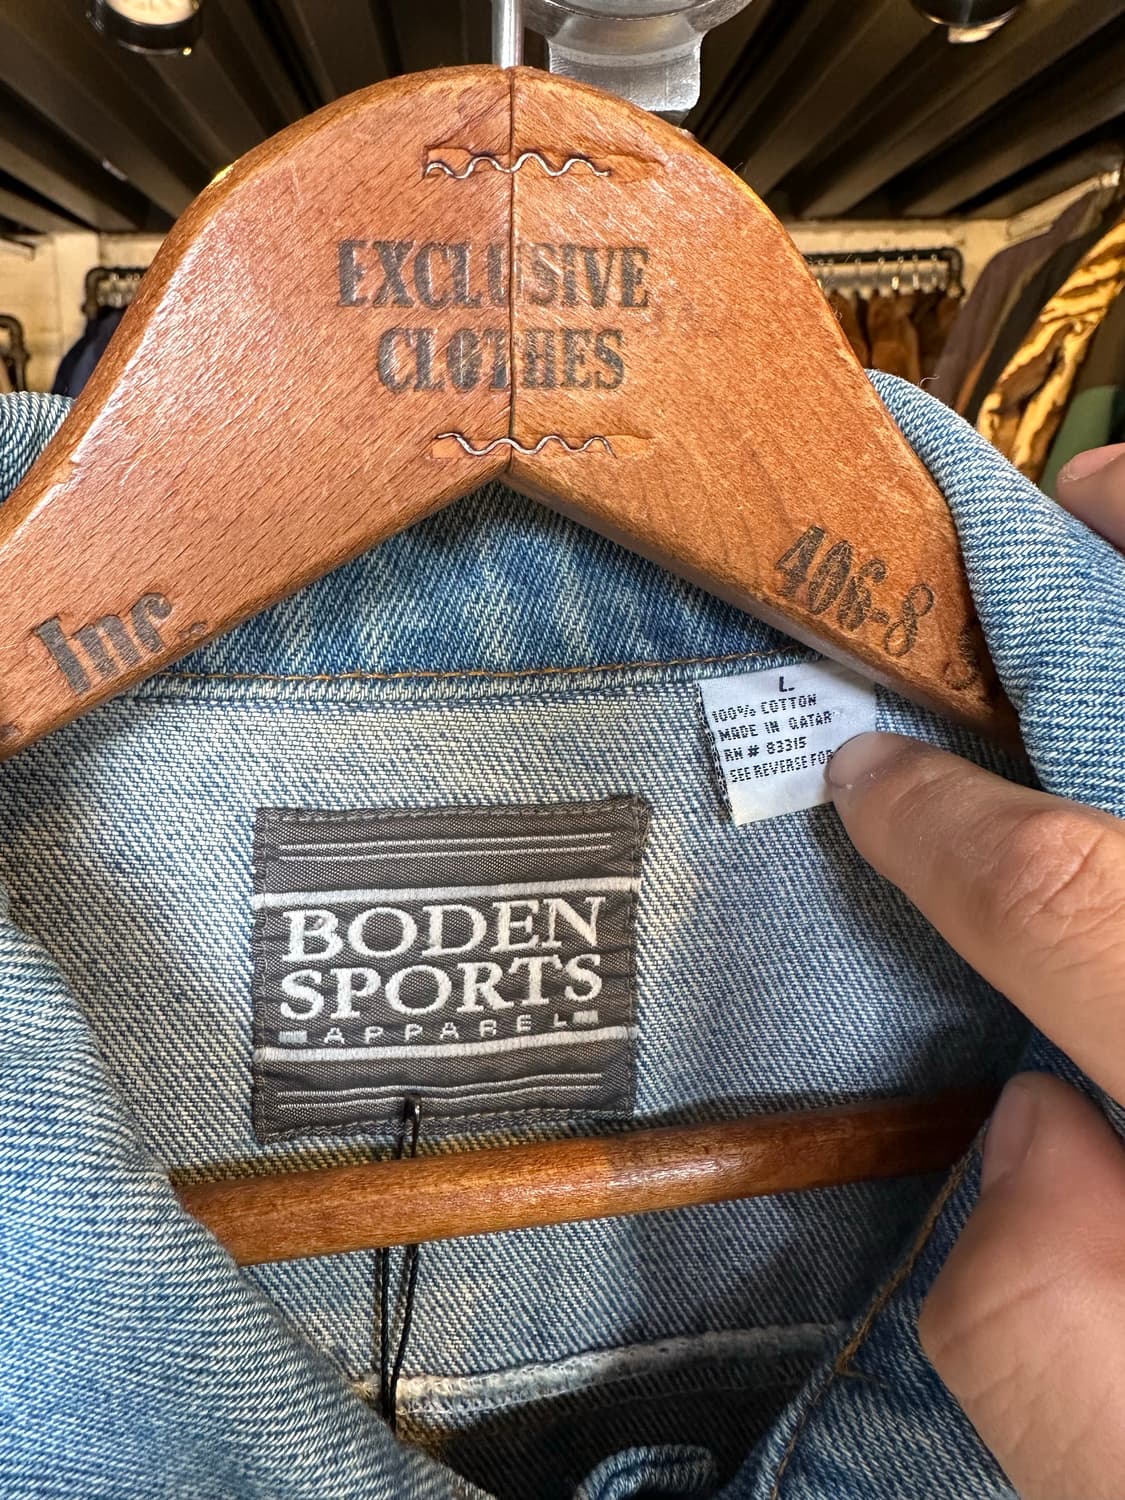 EXCLUSIVE
CLOTHES
Inc.
406-8
L
100% COTTON
MADE IN QATAR
RN # 83315
SEE REVERSE FOR
BODEN
SPORTS
APPAREL